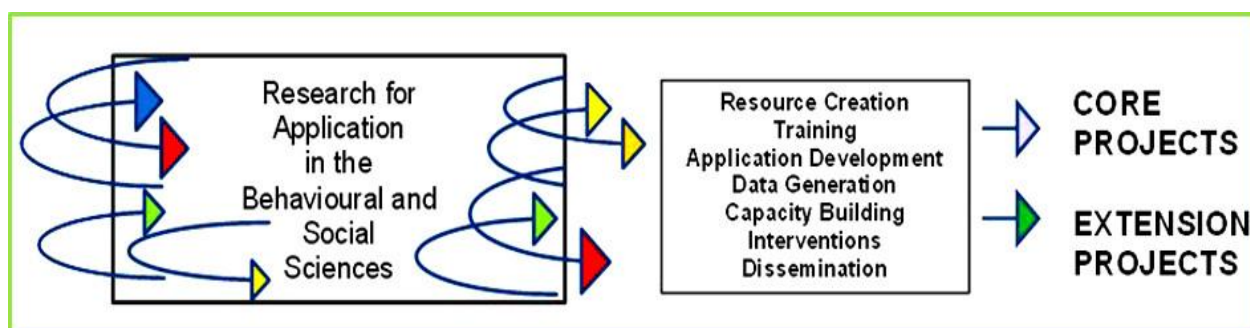 Research for
Application
in the
Behavioural and
Social
Sciences
Resource Creation
Training
Application Development
Data Generation
Capacity Building
Interventions
Dissemination
CORE
PROJECTS
EXTENSION
PROJECTS